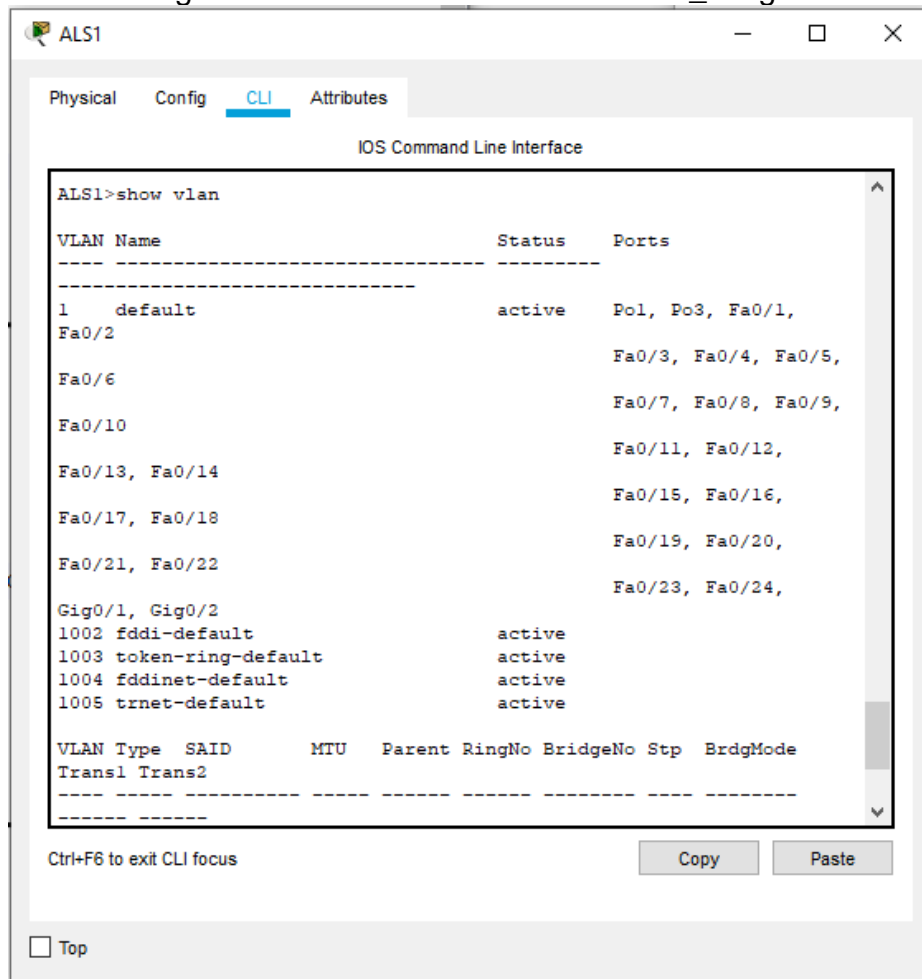 ALS1
Physical Config CLI Attributes
IOS Command Line Interface
ALS1>show vlan
VLAN Name Status Ports
---- -------------------------------- ---------
-------------------------------
1 default active Po1, Po3, Fa0/1,
Fa0/2
Fa0/3, Fa0/4, Fa0/5,
Fa0/6
Fa0/7, Fa0/8, Fa0/9,
Fa0/10
Fa0/11, Fa0/12,
Fa0/13, Fa0/14
Fa0/15, Fa0/16,
Fa0/17, Fa0/18
Fa0/19, Fa0/20,
Fa0/21, Fa0/22
Fa0/23, Fa0/24,
Gig0/1, Gig0/2
1002 fddi-default active
1003 token-ring-default active
1004 fddinet-default active
1005 trnet-default active
VLAN Type SAID MTU Parent RingNo BridgeNo Stp BrdgMode
Trans1 Trans2
---- ----- ---------- ----- ------ ------ -------- ---- --------
------ ------
Ctrl+F6 to exit CLI focus
Copy Paste
Top